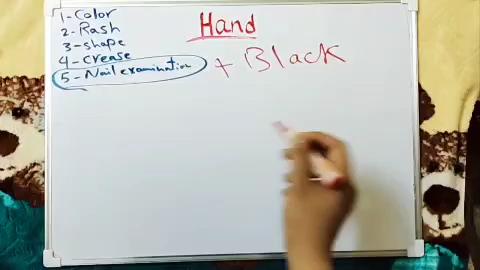 Hand
1-Color
2-Rash
3-shape
4-crease
5-Nail examination
+ Black